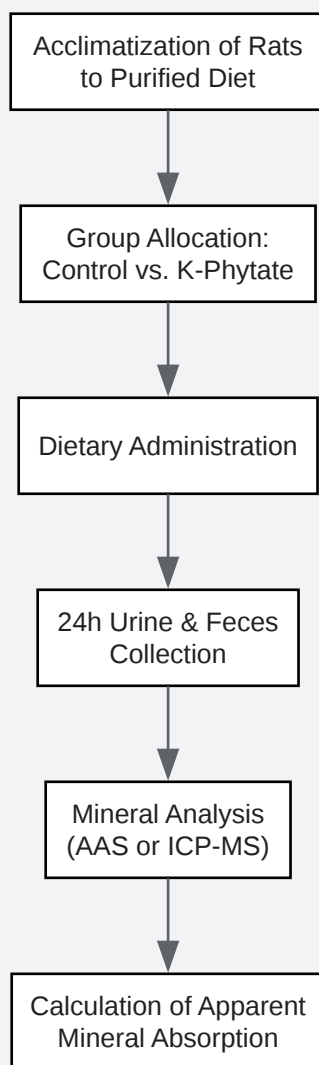 Acclimatization of Rats
to Purified Diet
Group Allocation:
Control vs. K-Phytate
Dietary Administration
24h Urine & Feces
Collection
Mineral Analysis
(AAS or ICP-MS)
Calculation of Apparent
Mineral Absorption